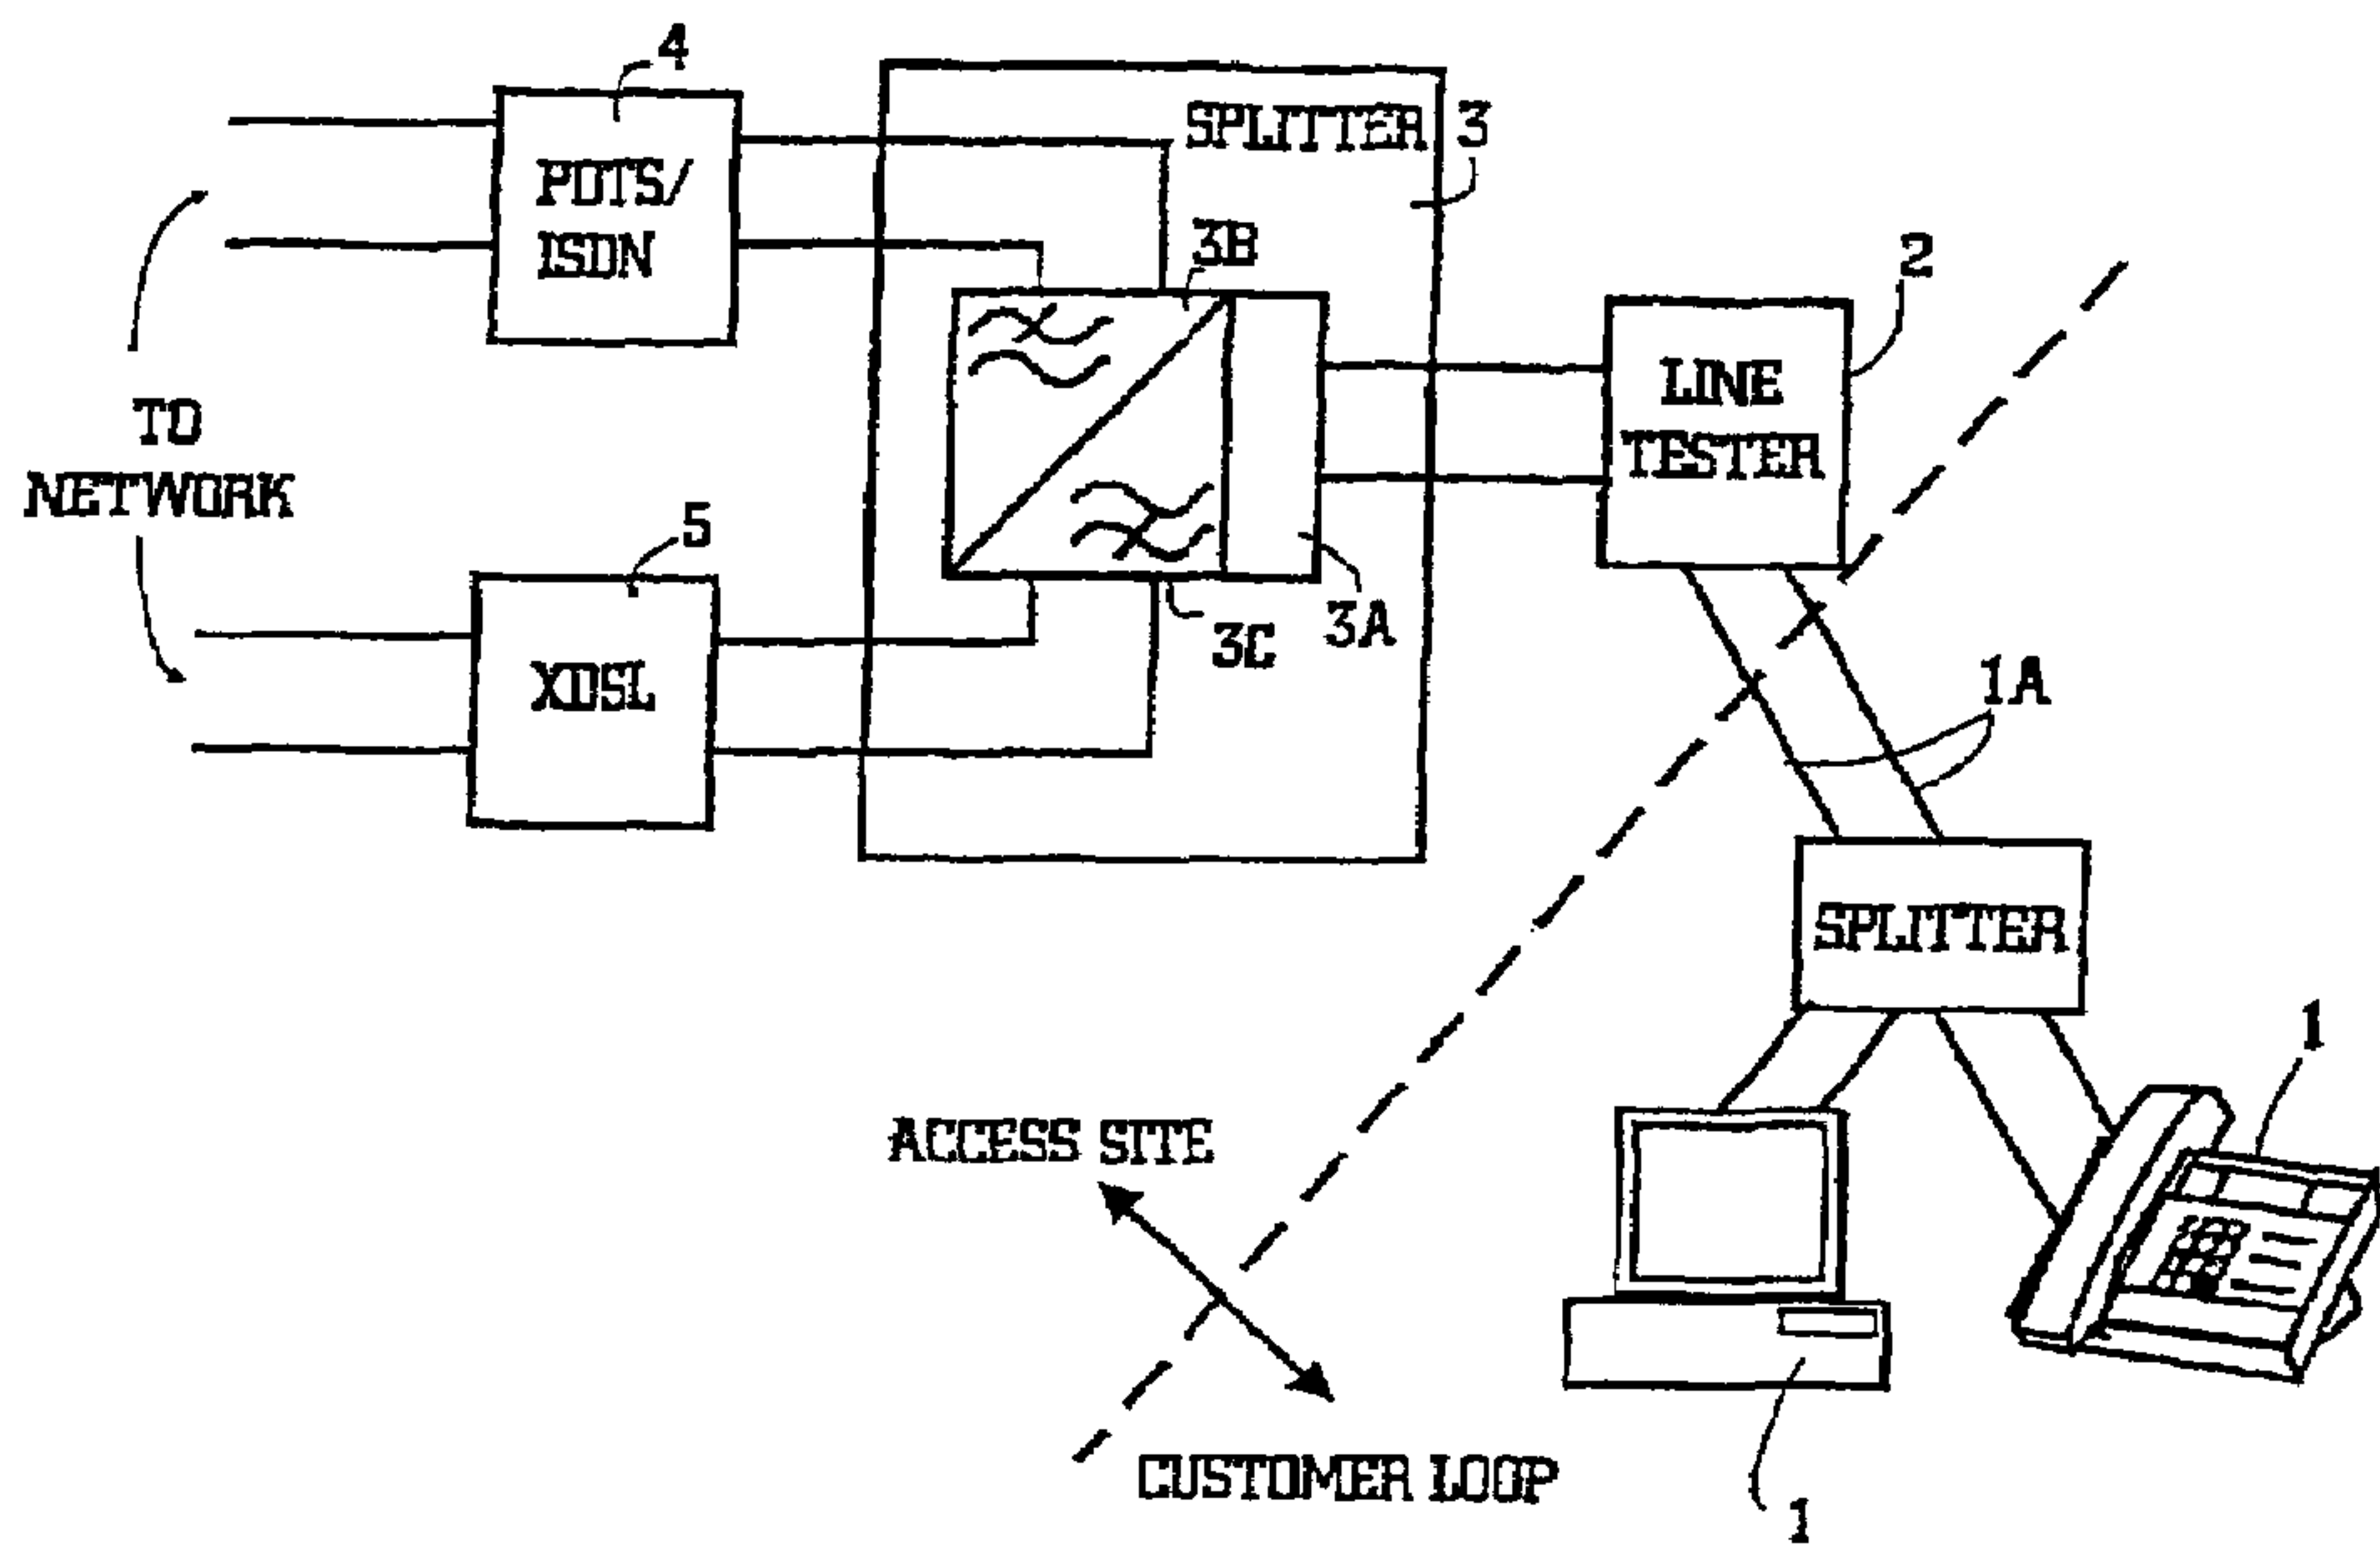 4
SPLITTER
3
POTS/
ISDN
3B
2
LINE
TESTER
TO
NETWORK
5
3A
3C
XDSL
1A
SPLITTER
1
ACCESS SITE
CUSTOMER LOOP
1